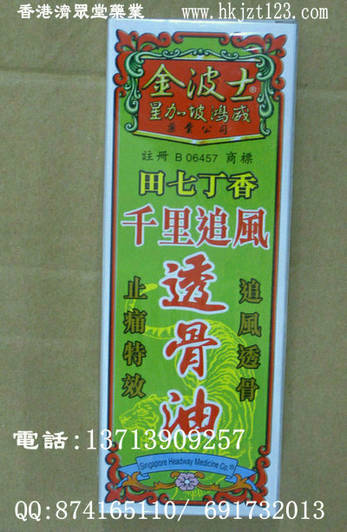 香港濟眾堂藥業 www.hkjzt123.com
金波士®
星加坡鴻威
藥業公司
註冊 B 06457 商標
田七丁香
千里追風
透骨油
追風透骨
止痛特效
電話:13713909257
Singapore Headway Medicine Co.®
QQ:874165110/ 691732013